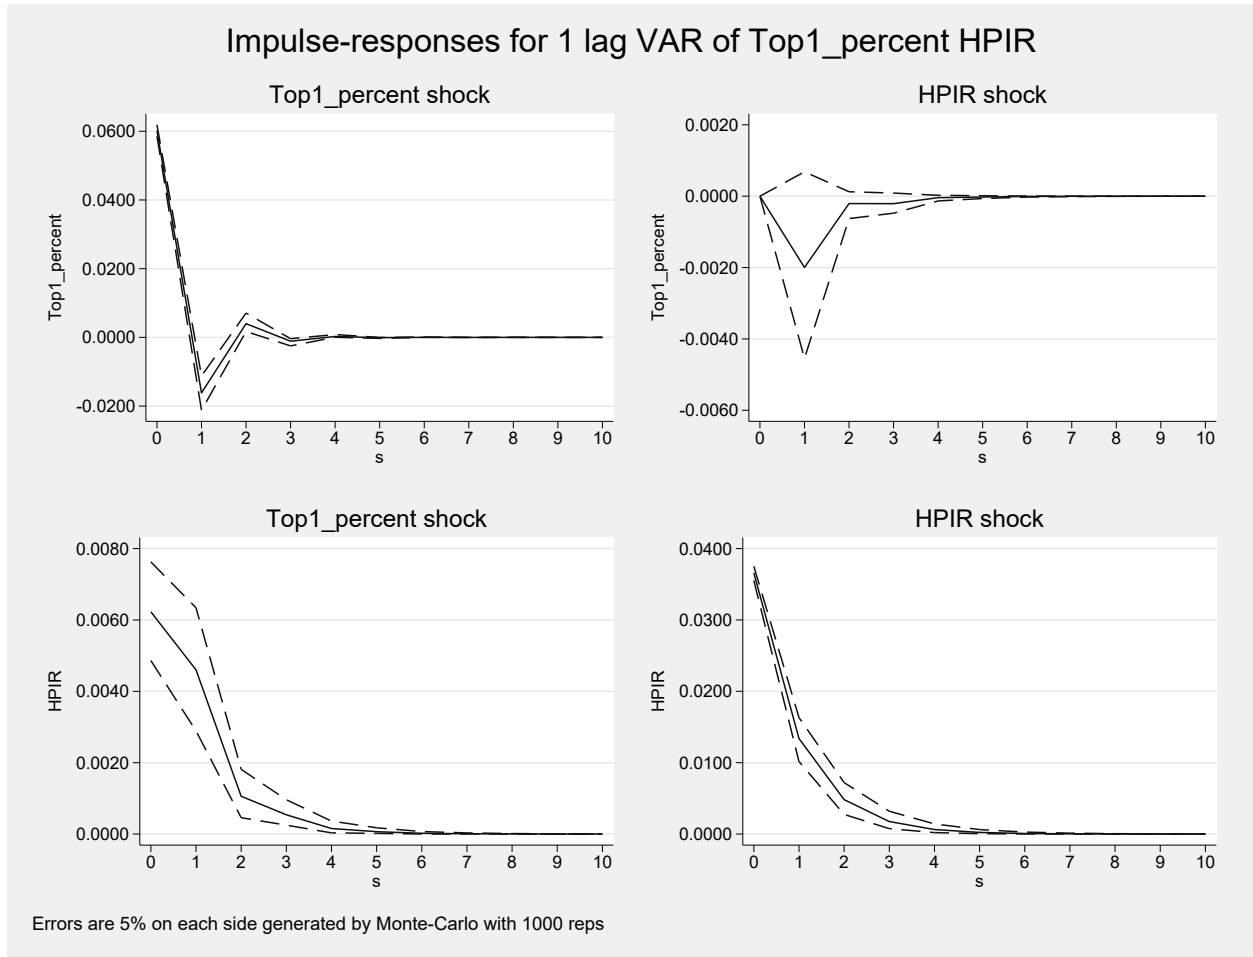 Impulse-responses for 1 lag VAR of Top1_percent HPIR
Top1_percent shock
Top1_percent
0.0600
0.0400
0.0200
0.0000
-0.0200
0 1 2 3 4 5 6 7 8 9 10
s
HPIR shock
Top1_percent
0.0020
0.0000
-0.0020
-0.0040
-0.0060
0 1 2 3 4 5 6 7 8 9 10
s
Top1_percent shock
HPIR
0.0080
0.0060
0.0040
0.0020
0.0000
0 1 2 3 4 5 6 7 8 9 10
s
HPIR shock
HPIR
0.0400
0.0300
0.0200
0.0100
0.0000
0 1 2 3 4 5 6 7 8 9 10
s
Errors are 5% on each side generated by Monte-Carlo with 1000 reps